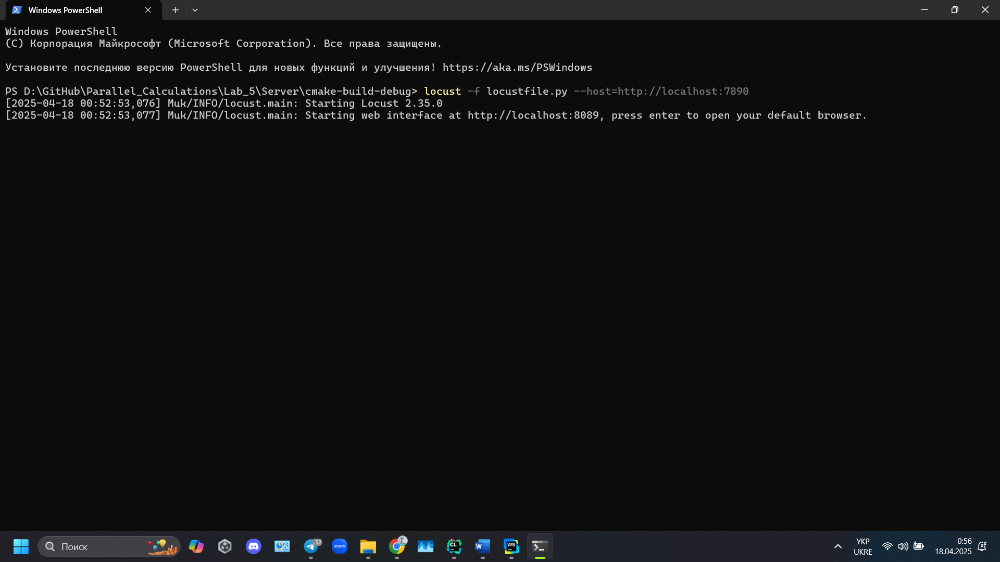 Windows PowerShell
Windows PowerShell
(C) Корпорация Майкрософт (Microsoft Corporation). Все права защищены.
Установите последнюю версию PowerShell для новых функций и улучшения! https://aka.ms/PSWindows
PS D:\GitHub\Parallel_Calculations\Lab_5\Server\cmake-build-debug> locust -f locustfile.py --host=http://localhost:7890
[2025-04-18 00:52:53,076] Muk/INFO/locust.main: Starting Locust 2.35.0
[2025-04-18 00:52:53,077] Muk/INFO/locust.main: Starting web interface at http://localhost:8089, press enter to open your default browser.
Поиск
..52
zoom
CL
W
WS
УКР
UKRE
0:56
18.04.2025